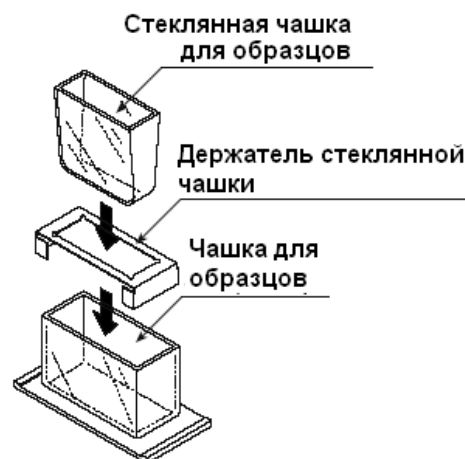 Стеклянная чашка
для образцов
Держатель стеклянной
чашки
Чашка для
образцов